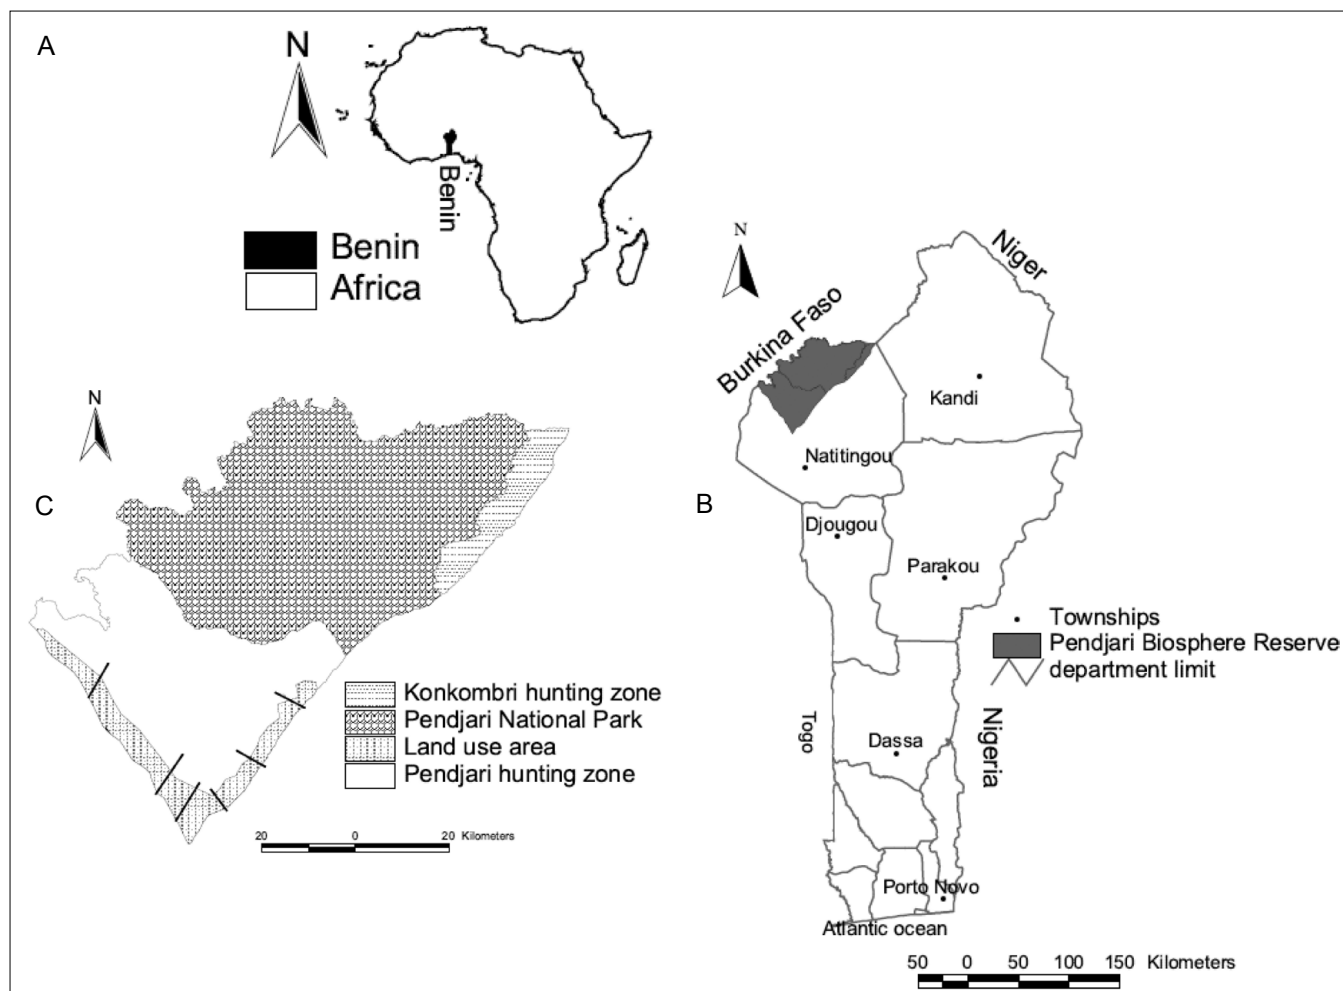 A
N
Benin
Benin
Africa
N
Niger
Burkina Faso
Kandi
Natitingou
Djougou
Parakou
B
Townships
Pendjari Biosphere Reserve
department limit
Togo
Nigeria
Dassa
Porto Novo
Atlantic ocean
50 0 50 100 150 Kilometers
N
C
Konkombri hunting zone
Pendjari National Park
Land use area
Pendjari hunting zone
20 0 20 Kilometers